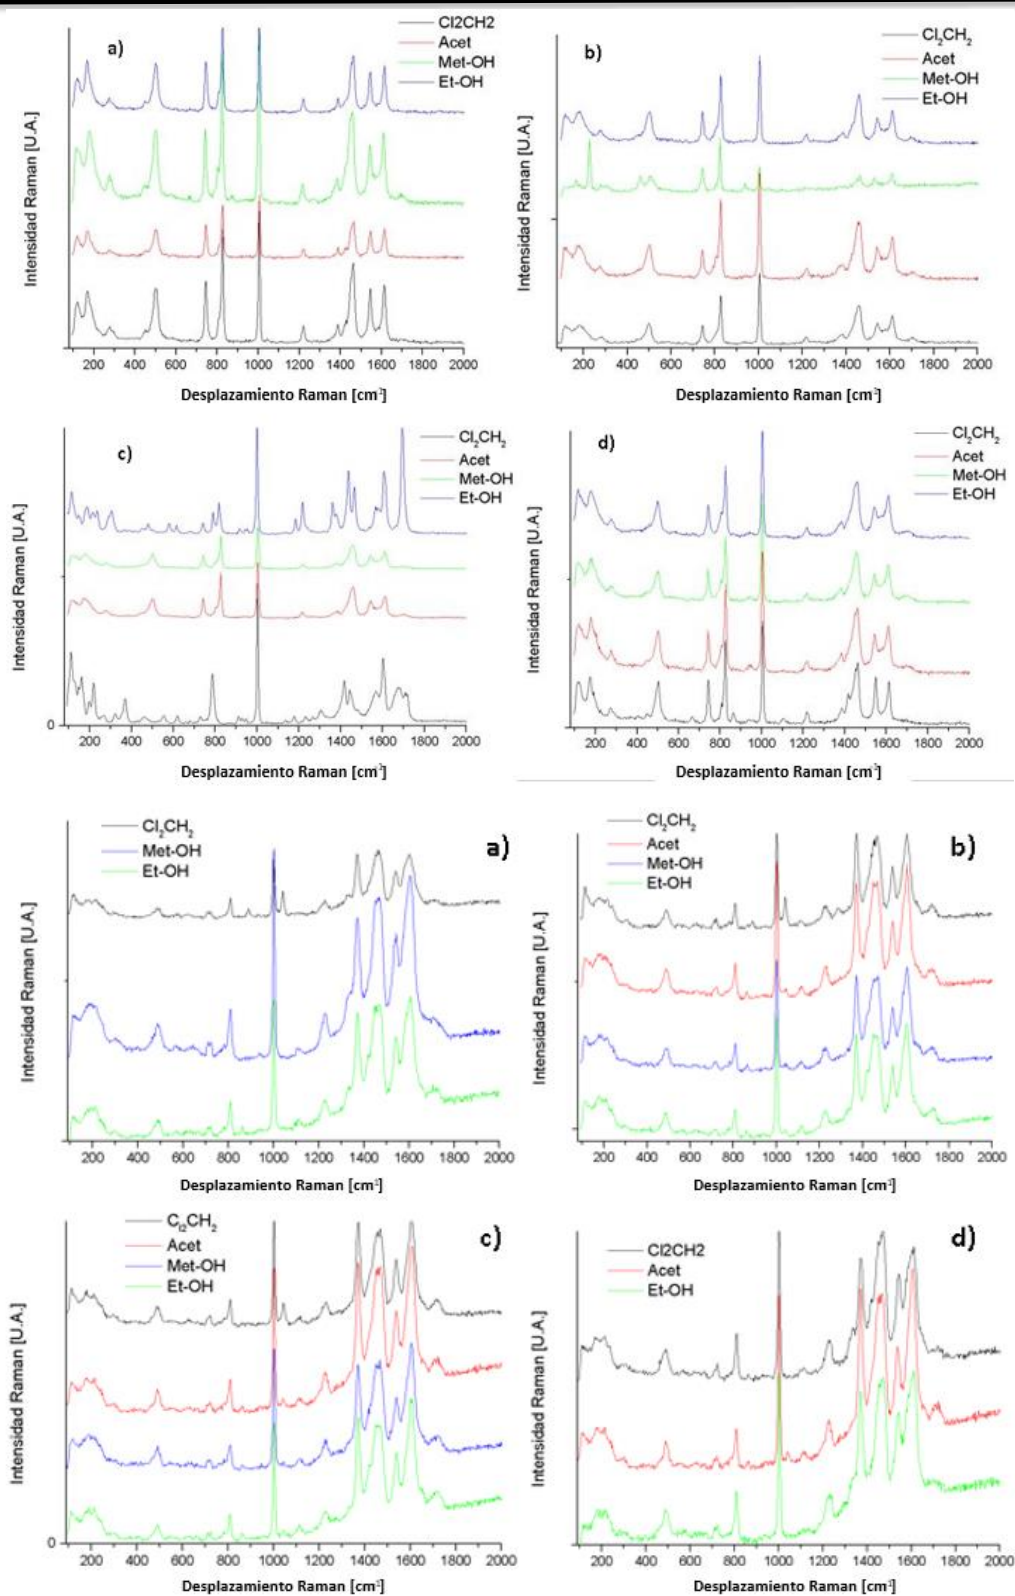 a)
Cl2CH2
Acet
Met-OH
Et-OH
Intensidad Raman [U.A.]
200 400 600 800 1000 1200 1400 1600 1800 2000
Desplazamiento Raman [cm-1]
b)
Cl2CH2
Acet
Met-OH
Et-OH
Intensidad Raman [U.A.]
200 400 600 800 1000 1200 1400 1600 1800 2000
Desplazamiento Raman [cm-1]
c)
Cl2CH2
Acet
Met-OH
Et-OH
Intensidad Raman [U.A.]
0
200 400 600 800 1000 1200 1400 1600 1800 2000
Desplazamiento Raman [cm-1]
d)
Cl2CH2
Acet
Met-OH
Et-OH
Intensidad Raman [U.A.]
200 400 600 800 1000 1200 1400 1600 1800 2000
Desplazamiento Raman [cm-1]
a)
Cl2CH2
Met-OH
Et-OH
Intensidad Raman [U.A.]
200 400 600 800 1000 1200 1400 1600 1800 2000
Desplazamiento Raman [cm-1]
b)
Cl2CH2
Acet
Met-OH
Et-OH
Intensidad Raman [U.A.]
200 400 600 800 1000 1200 1400 1600 1800 2000
Desplazamiento Raman [cm-1]
c)
Cl2CH2
Acet
Met-OH
Et-OH
Intensidad Raman [U.A.]
0
200 400 600 800 1000 1200 1400 1600 1800 2000
Desplazamiento Raman [cm-1]
d)
Cl2CH2
Acet
Et-OH
Intensidad Raman [U.A.]
200 400 600 800 1000 1200 1400 1600 1800 2000
Desplazamiento Raman [cm-1]